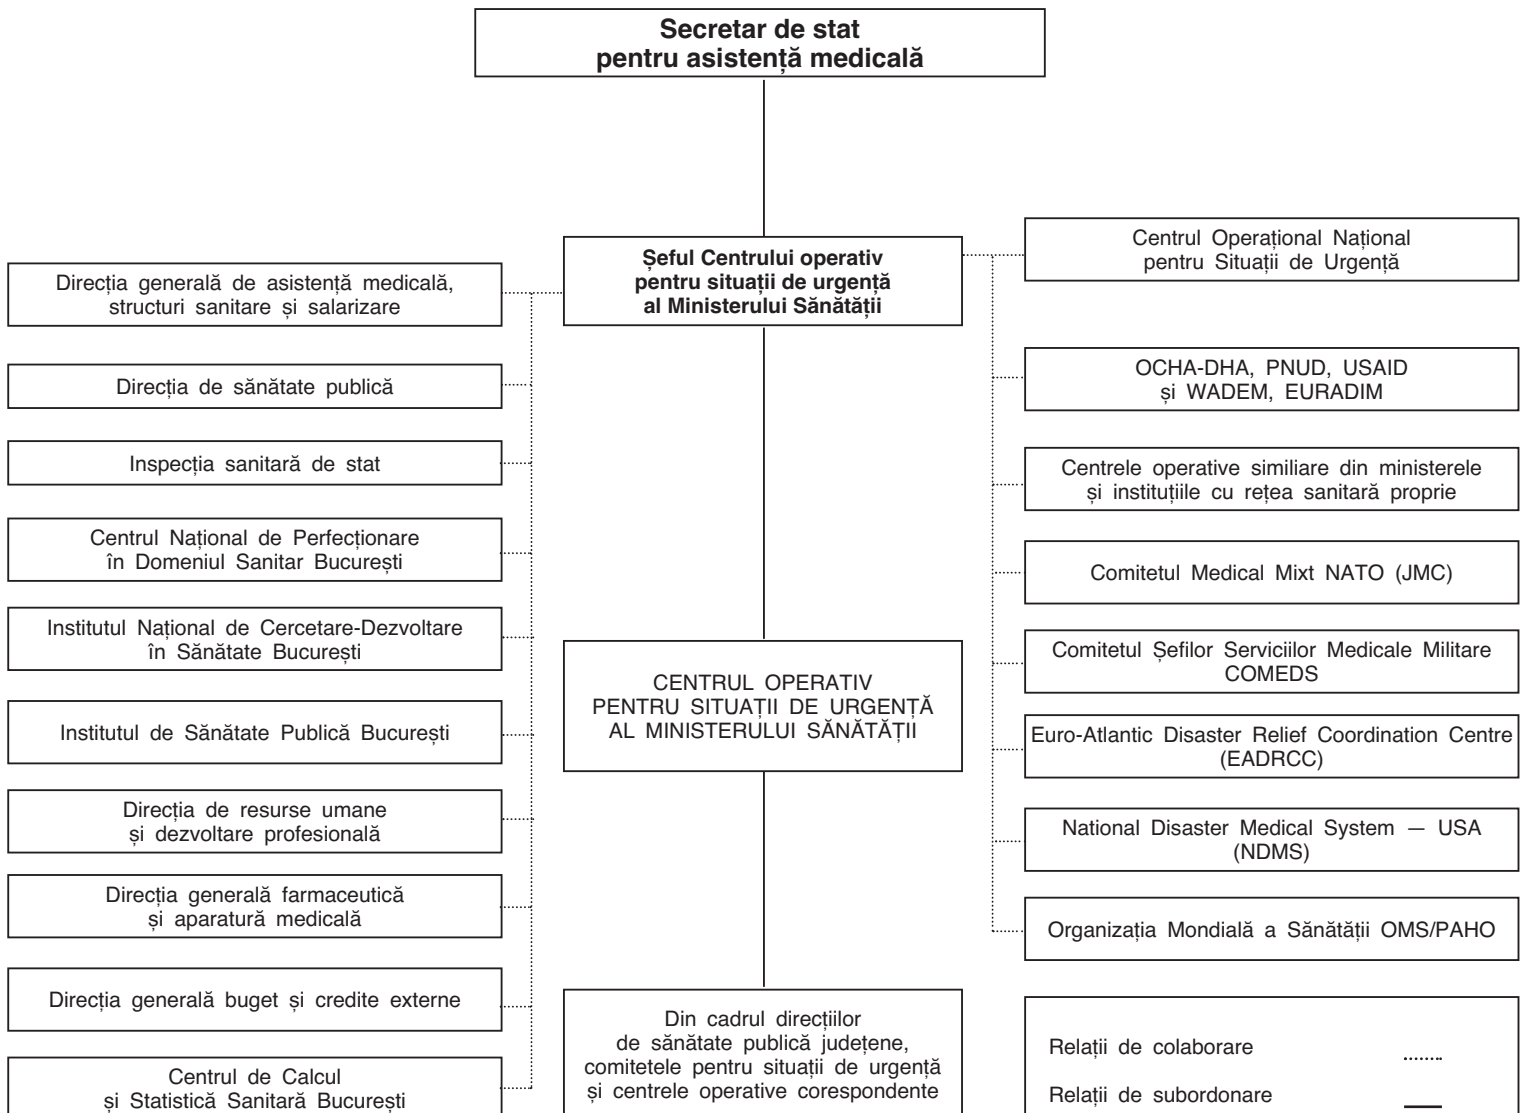 Secretar de stat
pentru asistență medicală
Șeful Centrului operativ
pentru situații de urgență
al Ministerului Sănătății
Direcția generală de asistență medicală,
structuri sanitare și salarizare
Direcția de sănătate publică
Inspecția sanitară de stat
Centrul Național de Perfecționare
în Domeniul Sanitar București
Institutul Național de Cercetare-Dezvoltare
în Sănătate București
Institutul de Sănătate Publică București
Direcția de resurse umane
și dezvoltare profesională
Direcția generală farmaceutică
și aparatură medicală
Direcția generală buget și credite externe
Centrul de Calcul
și Statistică Sanitară București
CENTRUL OPERATIV
PENTRU SITUAȚII DE URGENȚĂ
AL MINISTERULUI SĂNĂTĂȚII
Din cadrul direcțiilor
de sănătate publică județene,
comitetele pentru situații de urgență
și centrele operative corespondente
Centrul Operațional Național
pentru Situații de Urgență
OCHA-DHA, PNUD, USAID
și WADEM, EURADIM
Centrele operative similiare din ministerele
și instituțiile cu rețea sanitară proprie
Comitetul Medical Mixt NATO (JMC)
Comitetul Șefilor Serviciilor Medicale Militare
COMEDS
Euro-Atlantic Disaster Relief Coordination Centre
(EADRCC)
National Disaster Medical System — USA
(NDMS)
Organizația Mondială a Sănătății OMS/PAHO
Relații de colaborare
Relații de subordonare